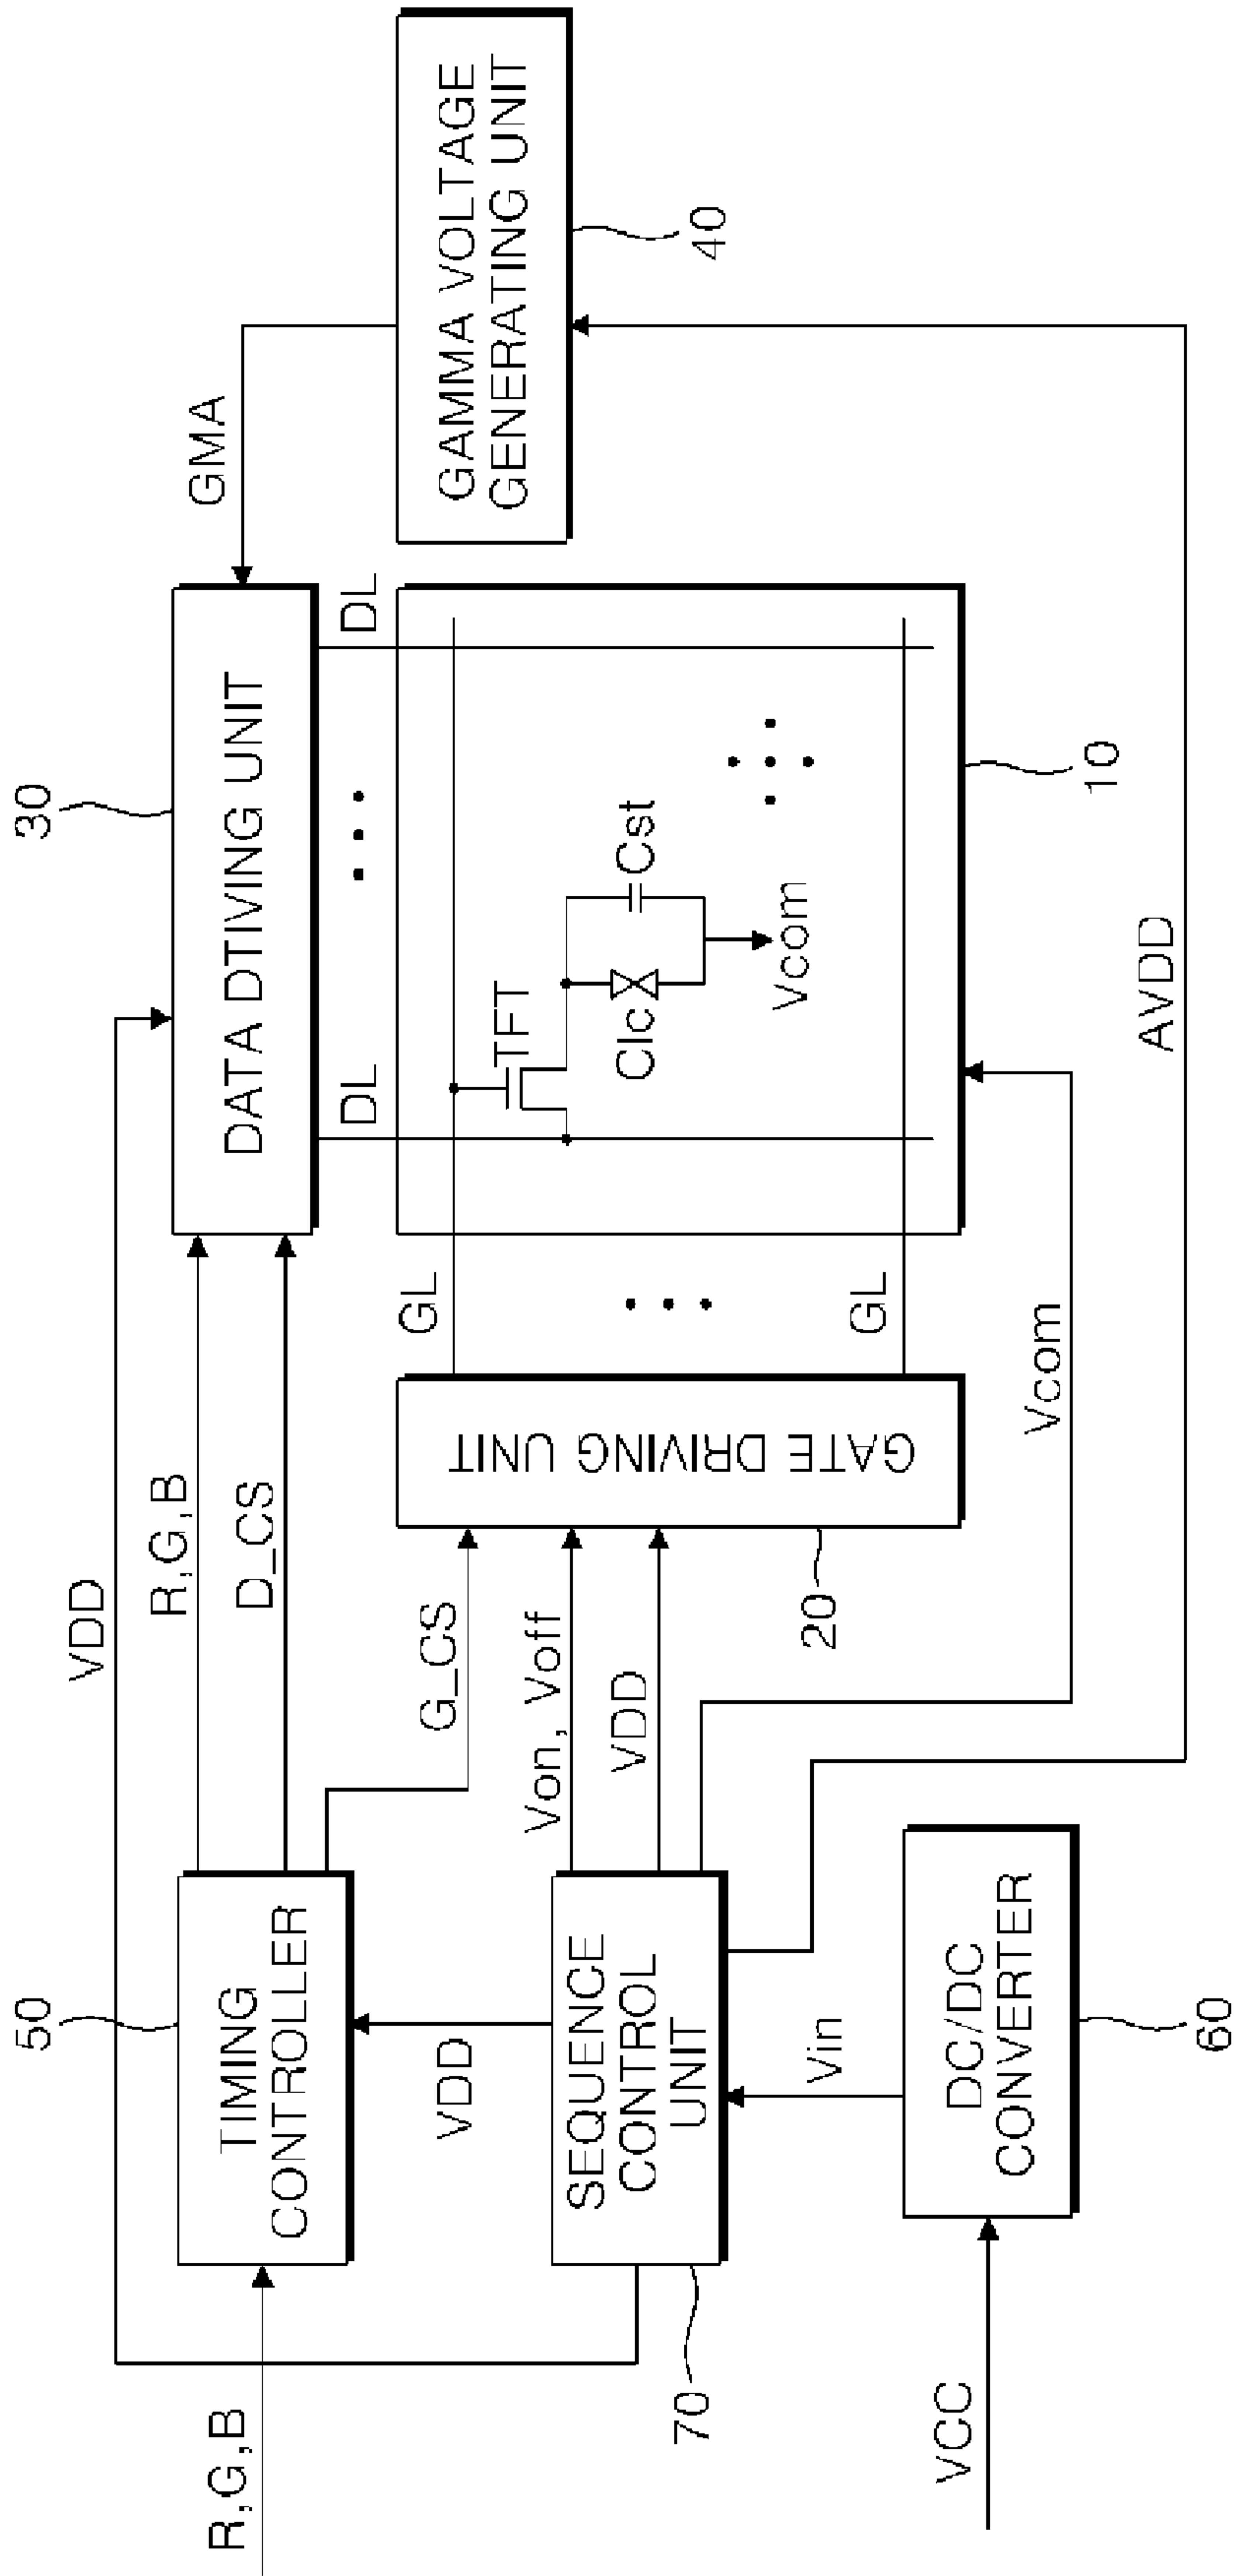 30
50
VDD
R,G,B
R,G,B
D_CS
DATA DTIVING UNIT
GMA
TIMING
CONTROLLER
DL
DL
G_CS
GL
TFT
GAMMA VOLTAGE
GENERATING UNIT
VDD
Von, Voff
VDD
SEQUENCE
CONTROL
UNIT
GATE DRIVING UNIT
Clc
Cst
40
Vcom
70
20
GL
Vin
Vcom
10
VCC
DC/DC
CONVERTER
AVDD
60